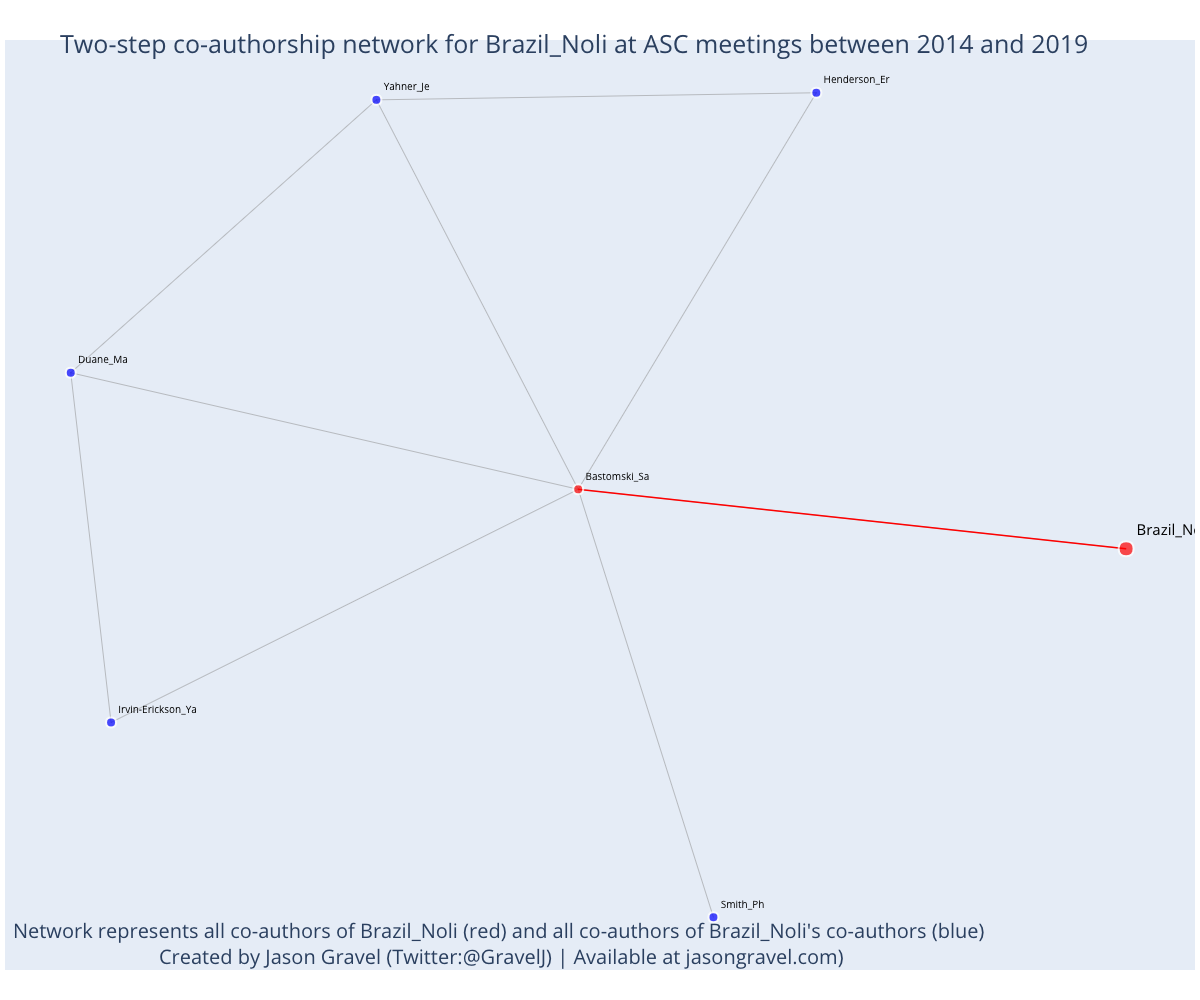 Two-step co-authorship network for Brazil_Noli at ASC meetings between 2014 and 2019
Henderson_Er
Yahner_Je
Duane_Ma
Bastomski_Sa
Brazil_No
Irvin-Erickson_Ya
Smith_Ph
Network represents all co-authors of Brazil_Noli (red) and all co-authors of Brazil_Noli's co-authors (blue)
Created by Jason Gravel (Twitter:@GravelJ) | Available at jasongravel.com)